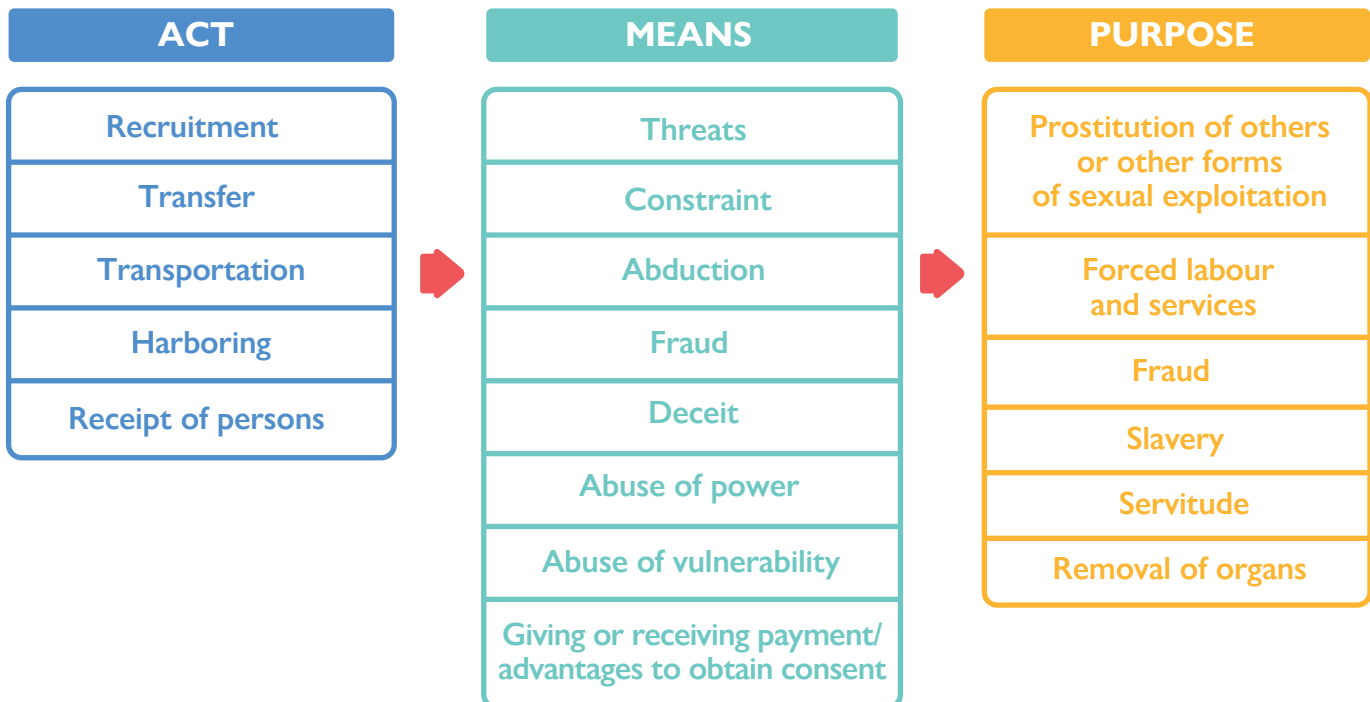 ACT
Recruitment
Transfer
Transportation
Harboring
Receipt of persons
MEANS
Threats
Constraint
Abduction
Fraud
Deceit
Abuse of power
Abuse of vulnerability
Giving or receiving payment/
advantages to obtain consent
PURPOSE
Prostitution of others
or other forms
of sexual exploitation
Forced labour
and services
Fraud
Slavery
Servitude
Removal of organs